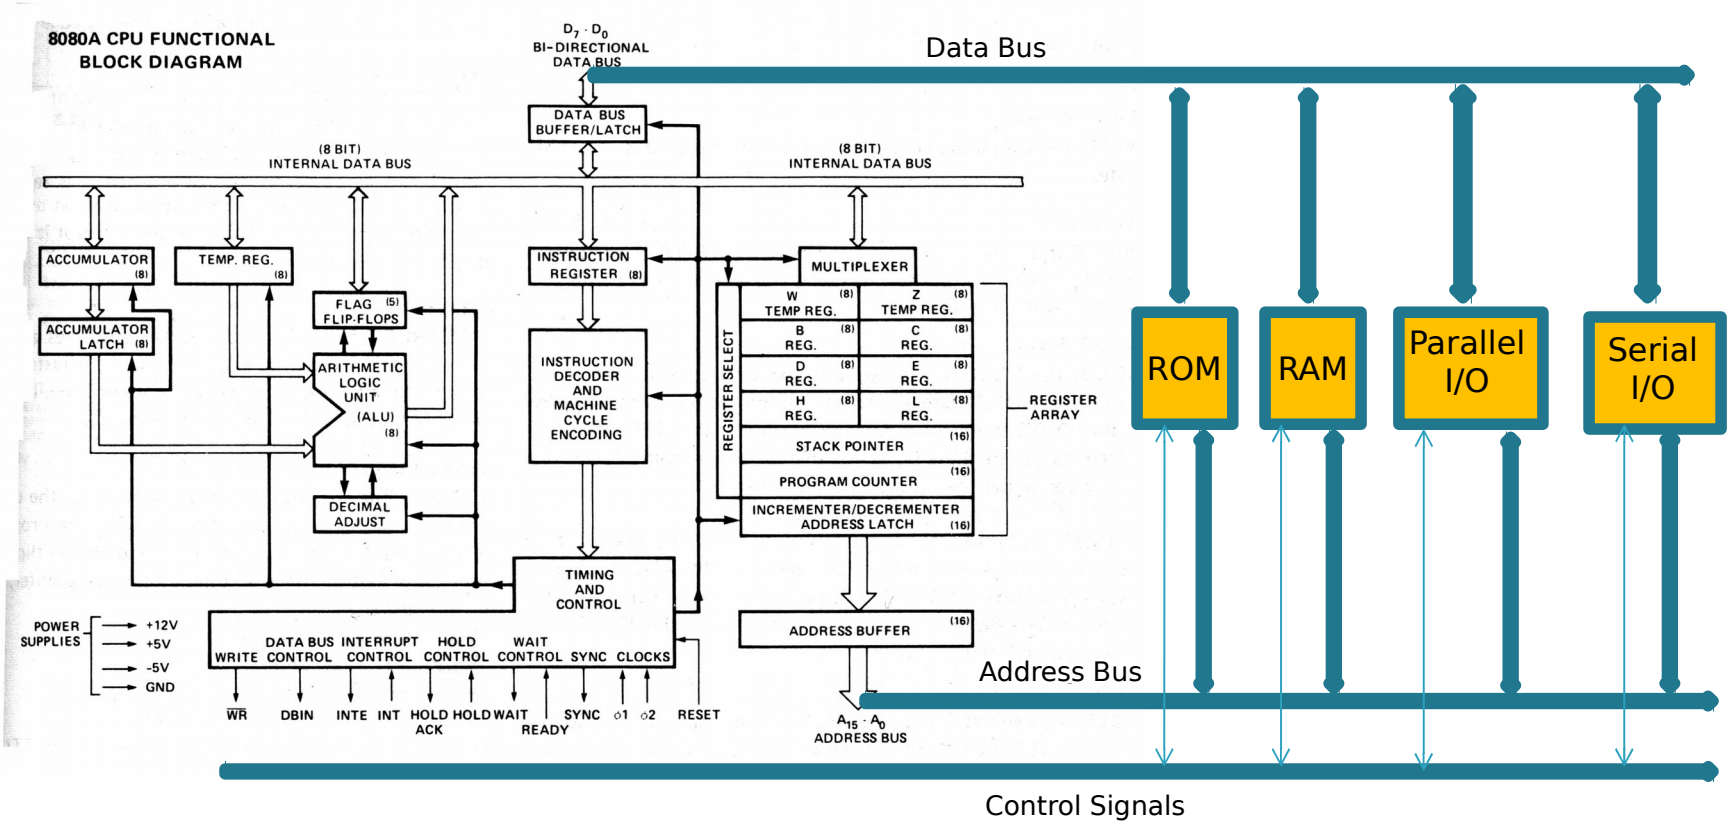 8080A CPU FUNCTIONAL
BLOCK DIAGRAM
D7 - D0
BI-DIRECTIONAL
DATA BUS
Data Bus
DATA BUS
BUFFER/LATCH
(8 BIT)
INTERNAL DATA BUS
(8 BIT)
INTERNAL DATA BUS
ACCUMULATOR
(8)
TEMP. REG.
(8)
INSTRUCTION
REGISTER (8)
MULTIPLEXER
FLAG (5)
FLIP-FLOPS
ACCUMULATOR
LATCH (8)
ARITHMETIC
LOGIC
UNIT
(ALU)
(8)
DECIMAL
ADJUST
INSTRUCTION
DECODER
AND
MACHINE
CYCLE
ENCODING
REGISTER SELECT
W (8)
TEMP REG.
Z (8)
TEMP REG.
B (8)
REG.
C (8)
REG.
D (8)
REG.
E (8)
REG.
H (8)
REG.
L (8)
REG.
STACK POINTER (16)
PROGRAM COUNTER (16)
INCREMENTER/DECREMENTER
ADDRESS LATCH (16)
REGISTER
ARRAY
ROM
RAM
Parallel
I/O
Serial
I/O
TIMING
AND
CONTROL
ADDRESS BUFFER (16)
POWER
SUPPLIES
+12V
+5V
-5V
GND
WRITE
DATA BUS
CONTROL
INTERRUPT
CONTROL
HOLD
CONTROL
WAIT
CONTROL
SYNC
CLOCKS
WR
DBIN
INTE
INT
HOLD
ACK
HOLD
WAIT
READY
SYNC
φ1
φ2
RESET
Address Bus
A15 - A0
ADDRESS BUS
Control Signals